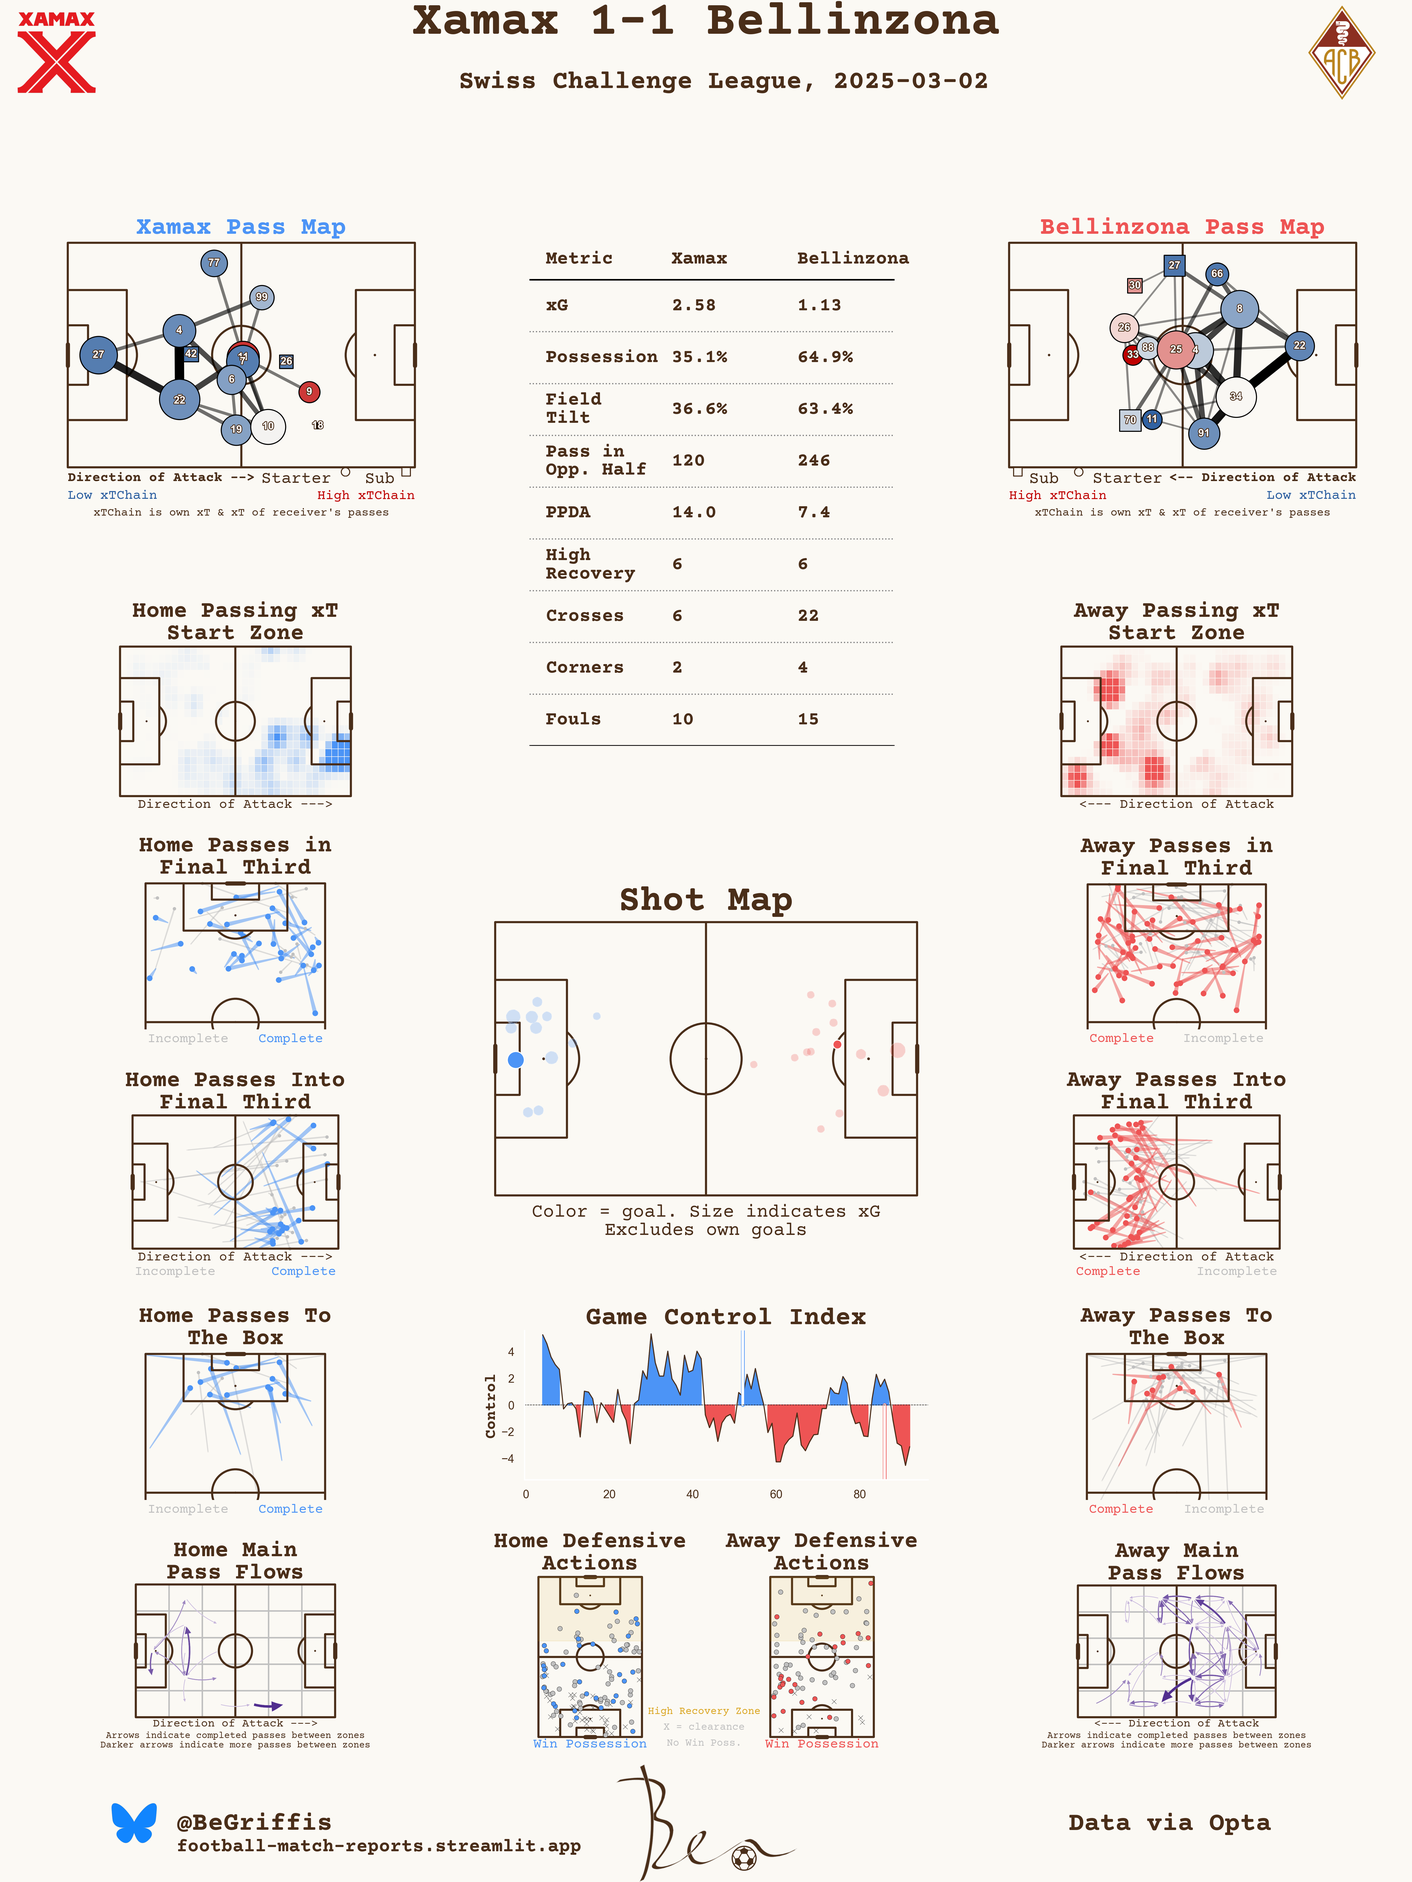 XAMAX
Xamax 1-1 Bellinzona
ACB
Swiss Challenge League, 2025-03-02
Xamax Pass Map
77
99
4
42
27
11
7
26
6
9
22
19
10
18
Direction of Attack --> Starter Sub
Low xTChain High xTChain
xTChain is own xT & xT of receiver's passes
Metric Xamax Bellinzona
xG 2.58 1.13
Possession 35.1% 64.9%
Field
Tilt 36.6% 63.4%
Pass in
Opp. Half 120 246
PPDA 14.0 7.4
High
Recovery 6 6
Crosses 6 22
Corners 2 4
Fouls 10 15
Bellinzona Pass Map
27
66
30
8
26
88
33
25
4
22
34
70
11
91
Sub Starter <-- Direction of Attack
High xTChain Low xTChain
xTChain is own xT & xT of receiver's passes
Home Passing xT
Start Zone
Direction of Attack --->
Away Passing xT
Start Zone
<--- Direction of Attack
Home Passes in
Final Third
Incomplete Complete
Away Passes in
Final Third
Complete Incomplete
Shot Map
Color = goal. Size indicates xG
Excludes own goals
Home Passes Into
Final Third
Direction of Attack --->
Incomplete Complete
Away Passes Into
Final Third
<--- Direction of Attack
Complete Incomplete
Home Passes To
The Box
Incomplete Complete
Game Control Index
Control
4
2
0
−2
−4
0 20 40 60 80
Away Passes To
The Box
Complete Incomplete
Home Main
Pass Flows
Direction of Attack --->
Arrows indicate completed passes between zones
Darker arrows indicate more passes between zones
Home Defensive
Actions
Win Possession
High Recovery Zone
X = clearance
No Win Poss.
Away Defensive
Actions
Win Possession
Away Main
Pass Flows
<--- Direction of Attack
Arrows indicate completed passes between zones
Darker arrows indicate more passes between zones
@BeGriffis
football-match-reports.streamlit.app
Ben
Data via Opta